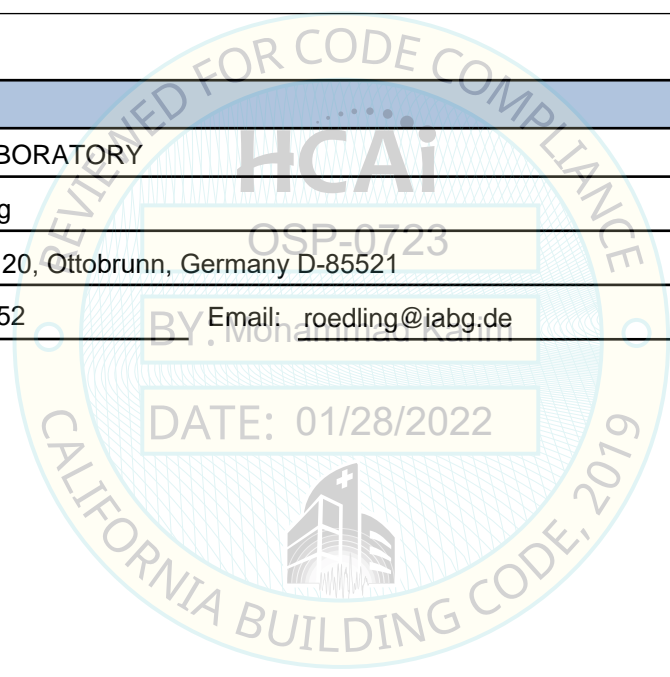 REVIEWED FOR CODE COMPLIANCE
HCAi
BORATORY
g
OSP-0723
20, Ottobrunn, Germany D-85521
52 Email: roedling@iabg.de
BY: Mohammad Karim
DATE: 01/28/2022
CALIFORNIA BUILDING CODE, 2019